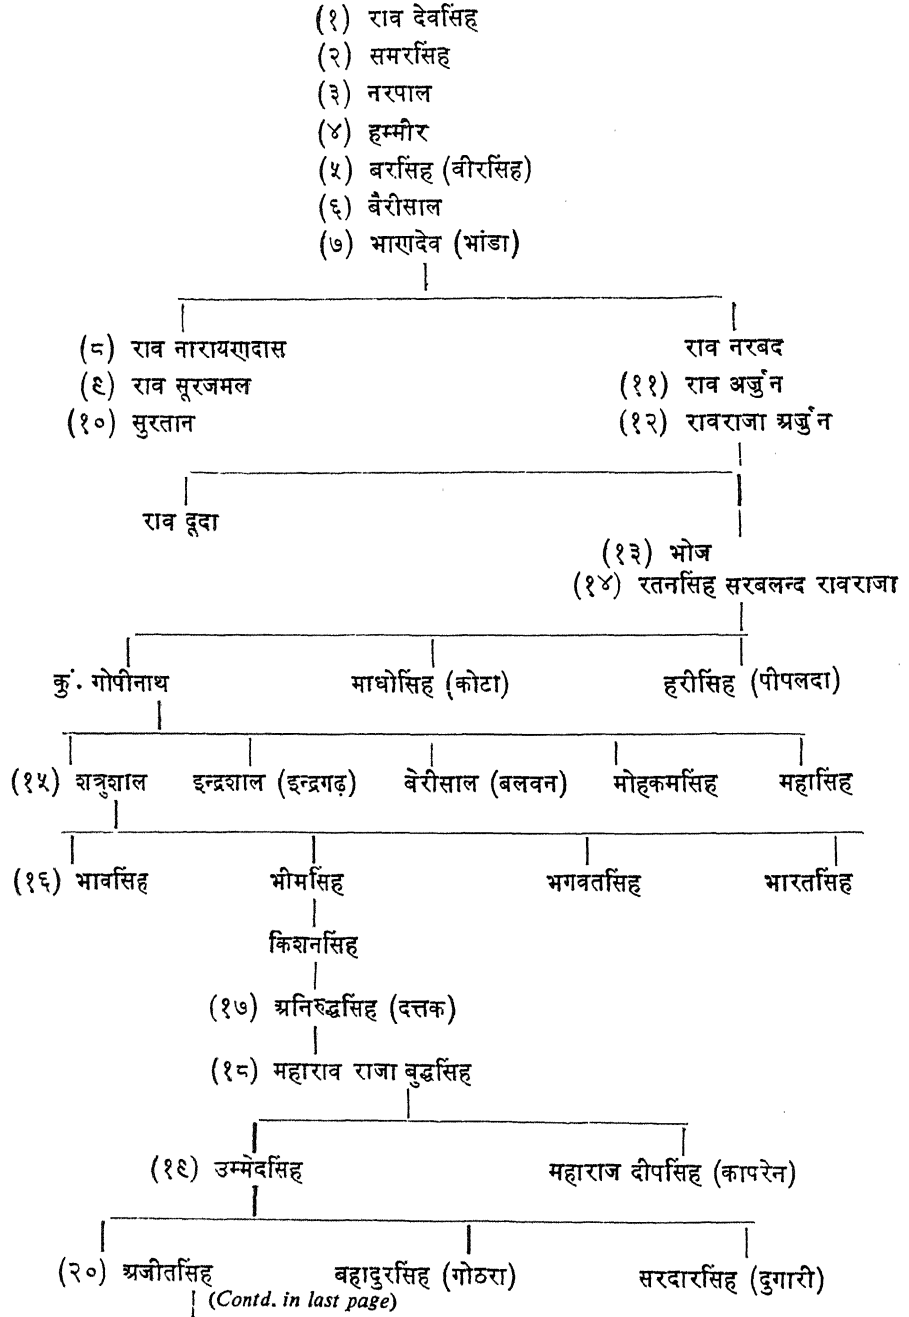 (१) राव देवसिंह
(२) समरसिंह
(३) नरपाल
(४) हम्मीर
(५) बरसिंह (वीरसिंह)
(६) बैरीसाल
(७) भाणदेव (भांडा)
(८) राव नारायणदास राव नरबद
(९) राव सूरजमल (११) राव अर्जुन
(१०) सुरतान (१२) रावराजा अर्जुन
राव दूदा
(१३) भोज
(१४) रतनसिंह सरबलन्द रावराजा
कुं. गोपीनाथ माधोसिंह (कोटा) हरीसिंह (पीपलदा)
(१५) शत्रुशाल इन्द्रशाल (इन्द्रगढ़) बेरीसाल (बलवन) मोहकमसिंह महासिंह
(१६) भावसिंह भीमसिंह भगवतसिंह भारतसिंह
किशनसिंह
(१७) अनिरुद्धसिंह (दत्तक)
(१८) महाराव राजा बुद्धसिंह
(१९) उम्मेदसिंह महाराज दीपसिंह (कापरेन)
(२०) अजीतसिंह बहादुरसिंह (गोठरा) सरदारसिंह (दुगारी)
(Contd. in last page)